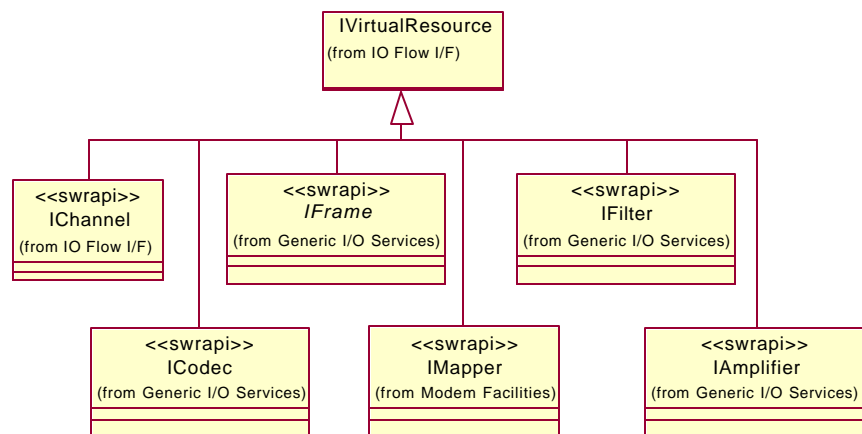 IVirtualResource
(from IO Flow I/F)
<<swrapi>>
IChannel
(from IO Flow I/F)
<<swrapi>>
IFrame
(from Generic I/O Services)
<<swrapi>>
IFilter
(from Generic I/O Services)
<<swrapi>>
ICodec
(from Generic I/O Services)
<<swrapi>>
IMapper
(from Modem Facilities)
<<swrapi>>
IAmplifier
(from Generic I/O Services)